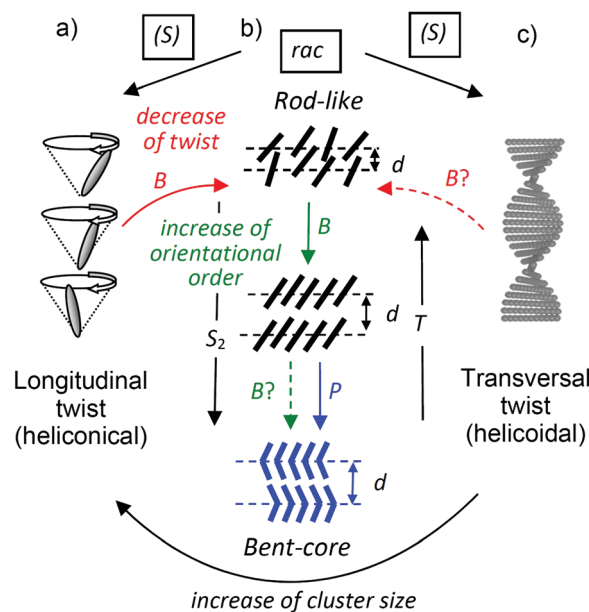 a)
(S)
b)
rac
(S)
c)
Rod-like
decrease
of twist
d
B
B?
increase of
orientational
order
B
d
S2
T
Longitudinal
twist
(heliconical)
B?
P
Transversal
twist
(helicoidal)
d
Bent-core
increase of cluster size